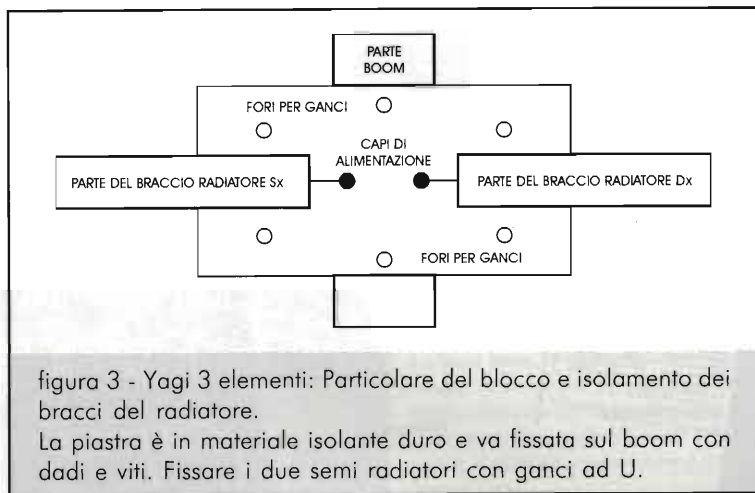 PARTE
BOOM
FORI PER GANCI
CAPI DI
ALIMENTAZIONE
PARTE DEL BRACCIO RADIATORE Sx
PARTE DEL BRACCIO RADIATORE Dx
FORI PER GANCI
figura 3 - Yagi 3 elementi: Particolare del blocco e isolamento dei
bracci del radiatore.
La piastra è in materiale isolante duro e va fissata sul boom con
dadi e viti. Fissare i due semi radiatori con ganci ad U.